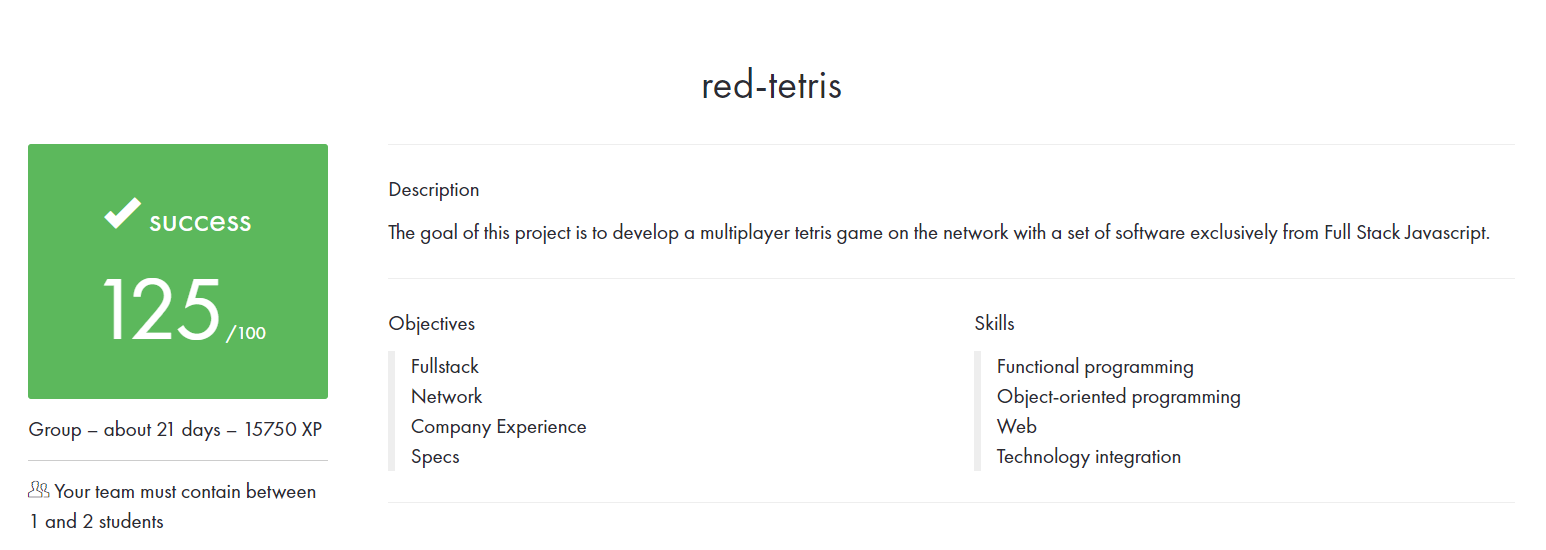 red-tetris
success
125 /100
Group – about 21 days – 15750 XP
Your team must contain between
1 and 2 students
Description
The goal of this project is to develop a multiplayer tetris game on the network with a set of software exclusively from Full Stack Javascript.
Objectives
Fullstack
Network
Company Experience
Specs
Skills
Functional programming
Object-oriented programming
Web
Technology integration